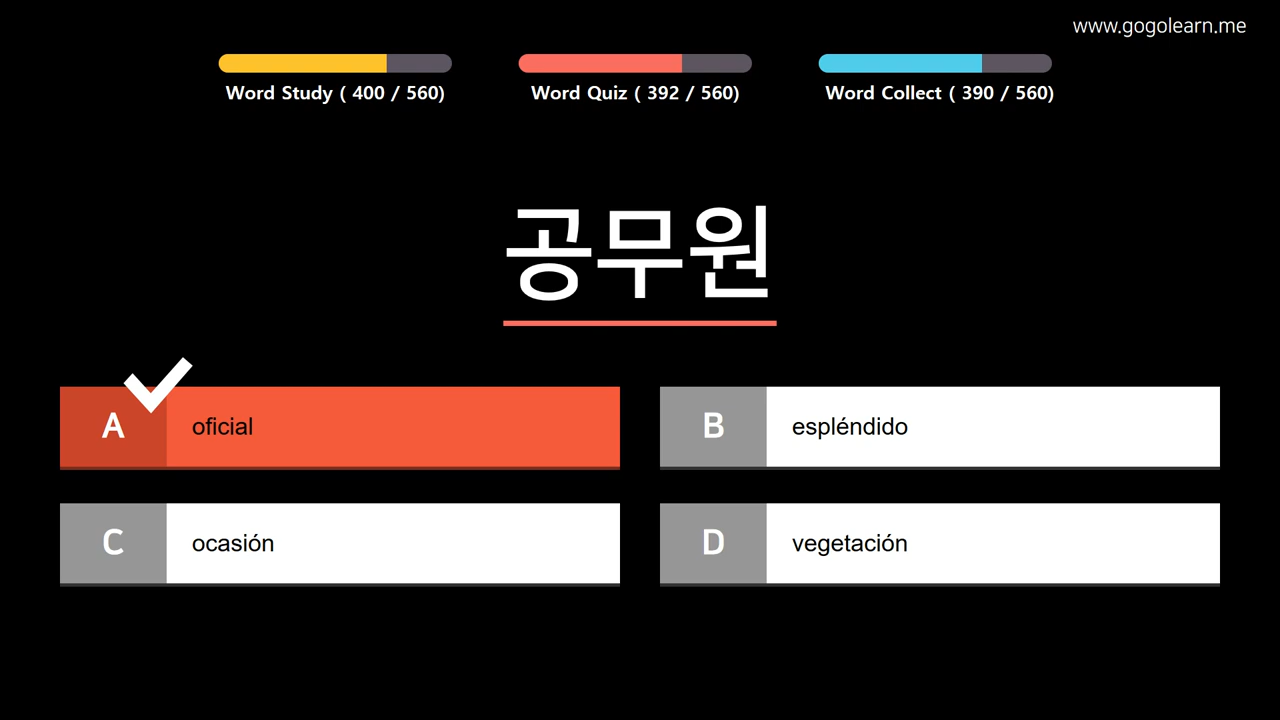 www.gogolearn.me
Word Study ( 400 / 560)
Word Quiz ( 392 / 560)
Word Collect ( 390 / 560)
공무원
A oficial
B espléndido
C ocasión
D vegetación